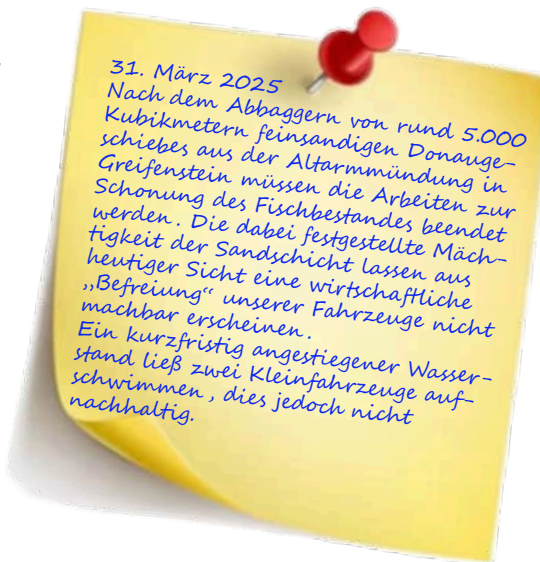 31. März 2025
Nach dem Abbaggern von rund 5.000
Kubikmetern feinsandigen Donauge-
schiebes aus der Altarmmündung in
Greifenstein müssen die Arbeiten zur
Schonung des Fischbestandes beendet
werden. Die dabei festgestellte Mäch-
tigkeit der Sandschicht lassen aus
heutiger Sicht eine wirtschaftliche
„Befreiung“ unserer Fahrzeuge nicht
machbar erscheinen.
Ein kurzfristig angestiegener Wasser-
stand ließ zwei Kleinfahrzeuge auf-
schwimmen, dies jedoch nicht
nachhaltig.